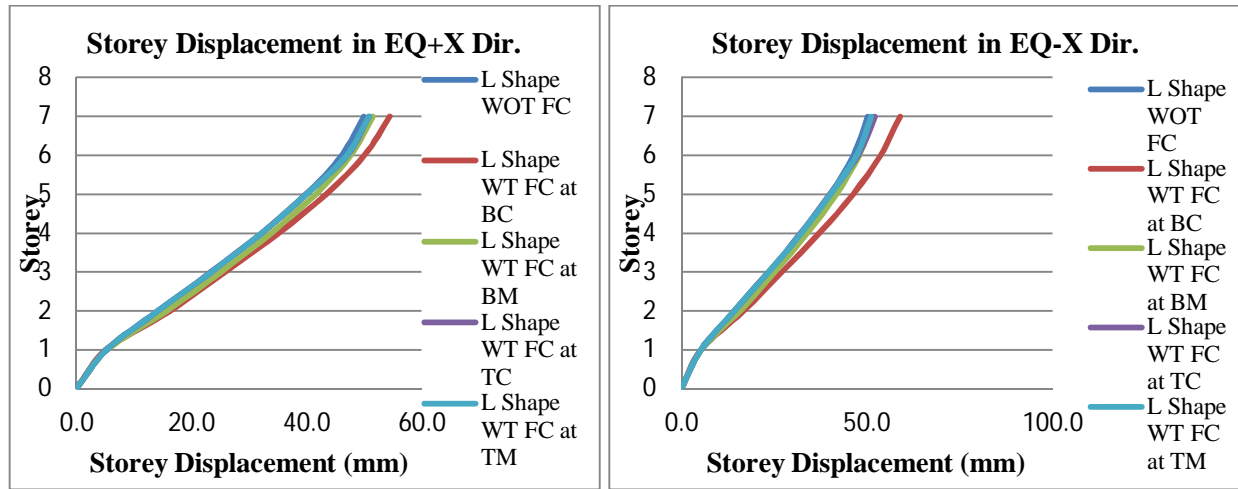 Storey Displacement in EQ+X Dir.
8
7
6
5
4
3
2
1
0
Storey
0.0
20.0
40.0
60.0
Storey Displacement (mm)
L Shape
WOT FC
L Shape
WT FC at
BC
L Shape
WT FC at
BM
L Shape
WT FC at
TC
L Shape
WT FC at
TM
Storey Displacement in EQ-X Dir.
8
7
6
5
4
3
2
1
0
Storey
0.0
50.0
100.0
Storey Displacement (mm)
L Shape
WOT
FC
L Shape
WT FC
at BC
L Shape
WT FC
at BM
L Shape
WT FC
at TC
L Shape
WT FC
at TM